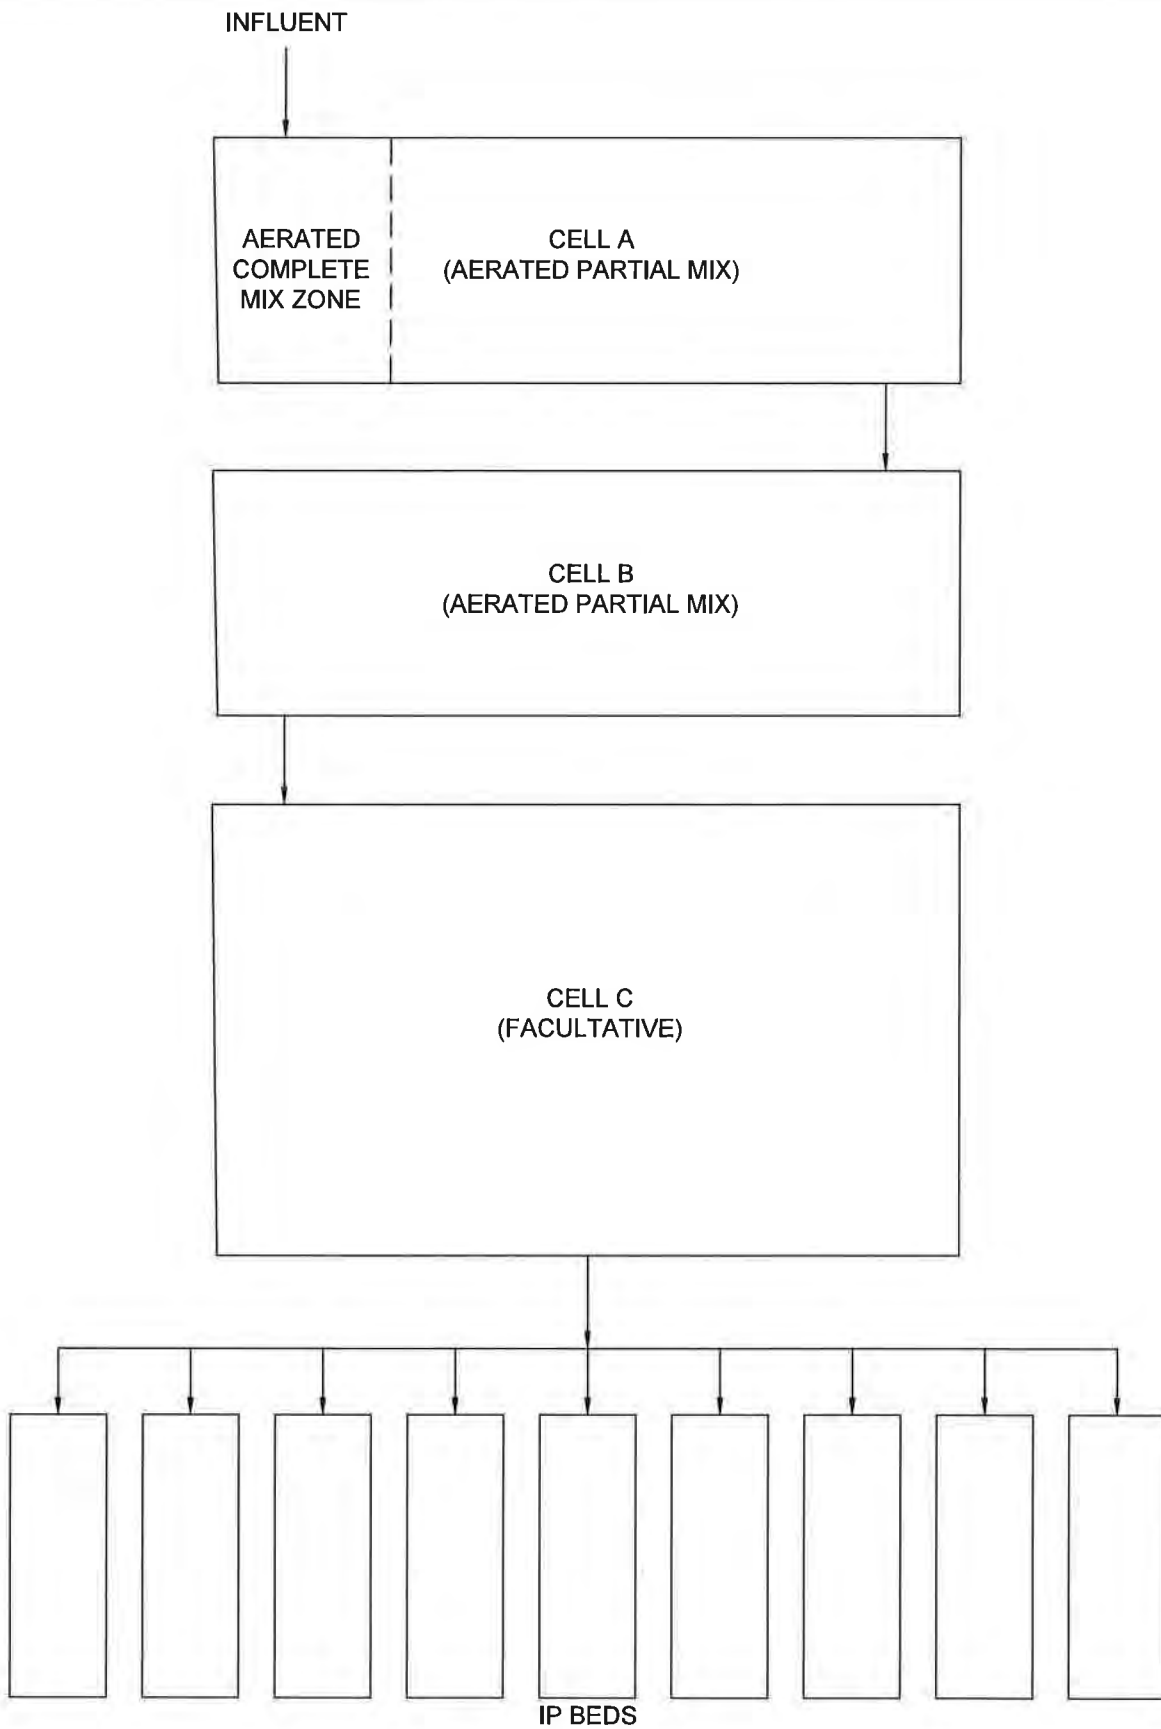 INFLUENT
AERATED
COMPLETE
MIX ZONE
CELL A
(AERATED PARTIAL MIX)
CELL B
(AERATED PARTIAL MIX)
CELL C
(FACULTATIVE)
IP BEDS